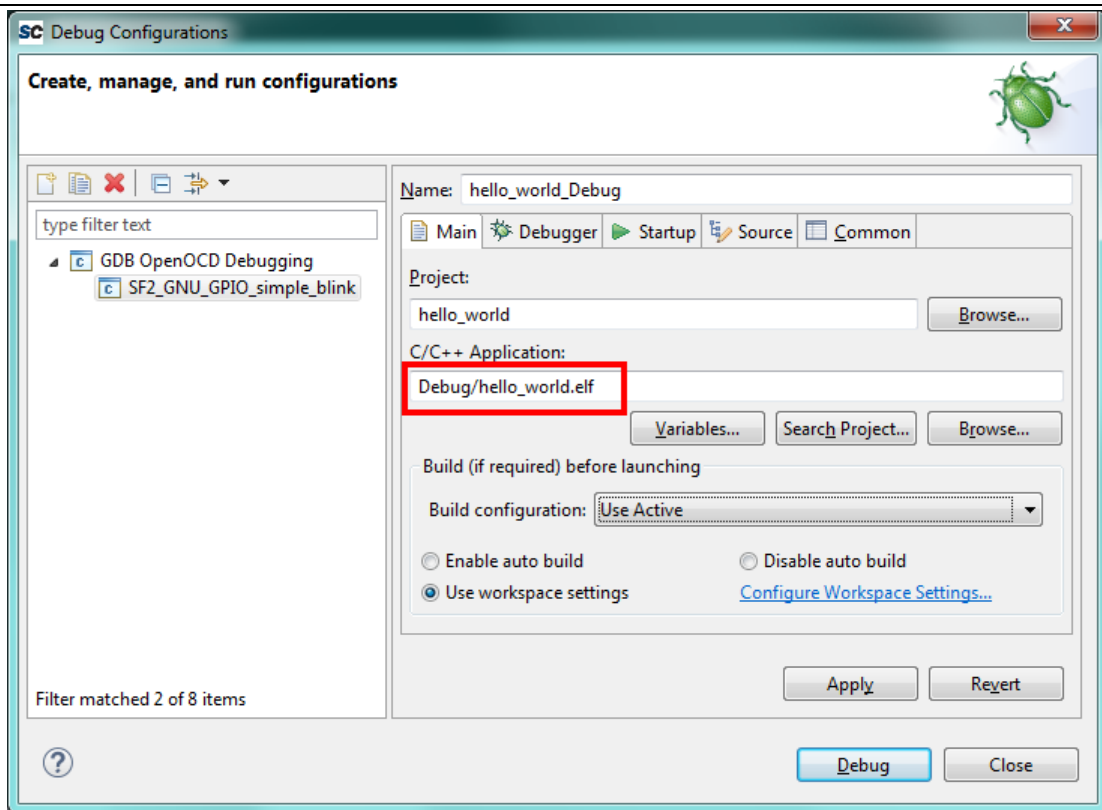 SC Debug Configurations
Create, manage, and run configurations
type filter text
GDB OpenOCD Debugging
SF2_GNU_GPIO_simple_blink
Filter matched 2 of 8 items
Name: hello_world_Debug
Main Debugger Startup Source Common
Project:
hello_world Browse...
C/C++ Application:
Debug/hello_world.elf
Variables... Search Project... Browse...
Build (if required) before launching
Build configuration: Use Active
Enable auto build Disable auto build
Use workspace settings Configure Workspace Settings...
Apply Revert
? Debug Close